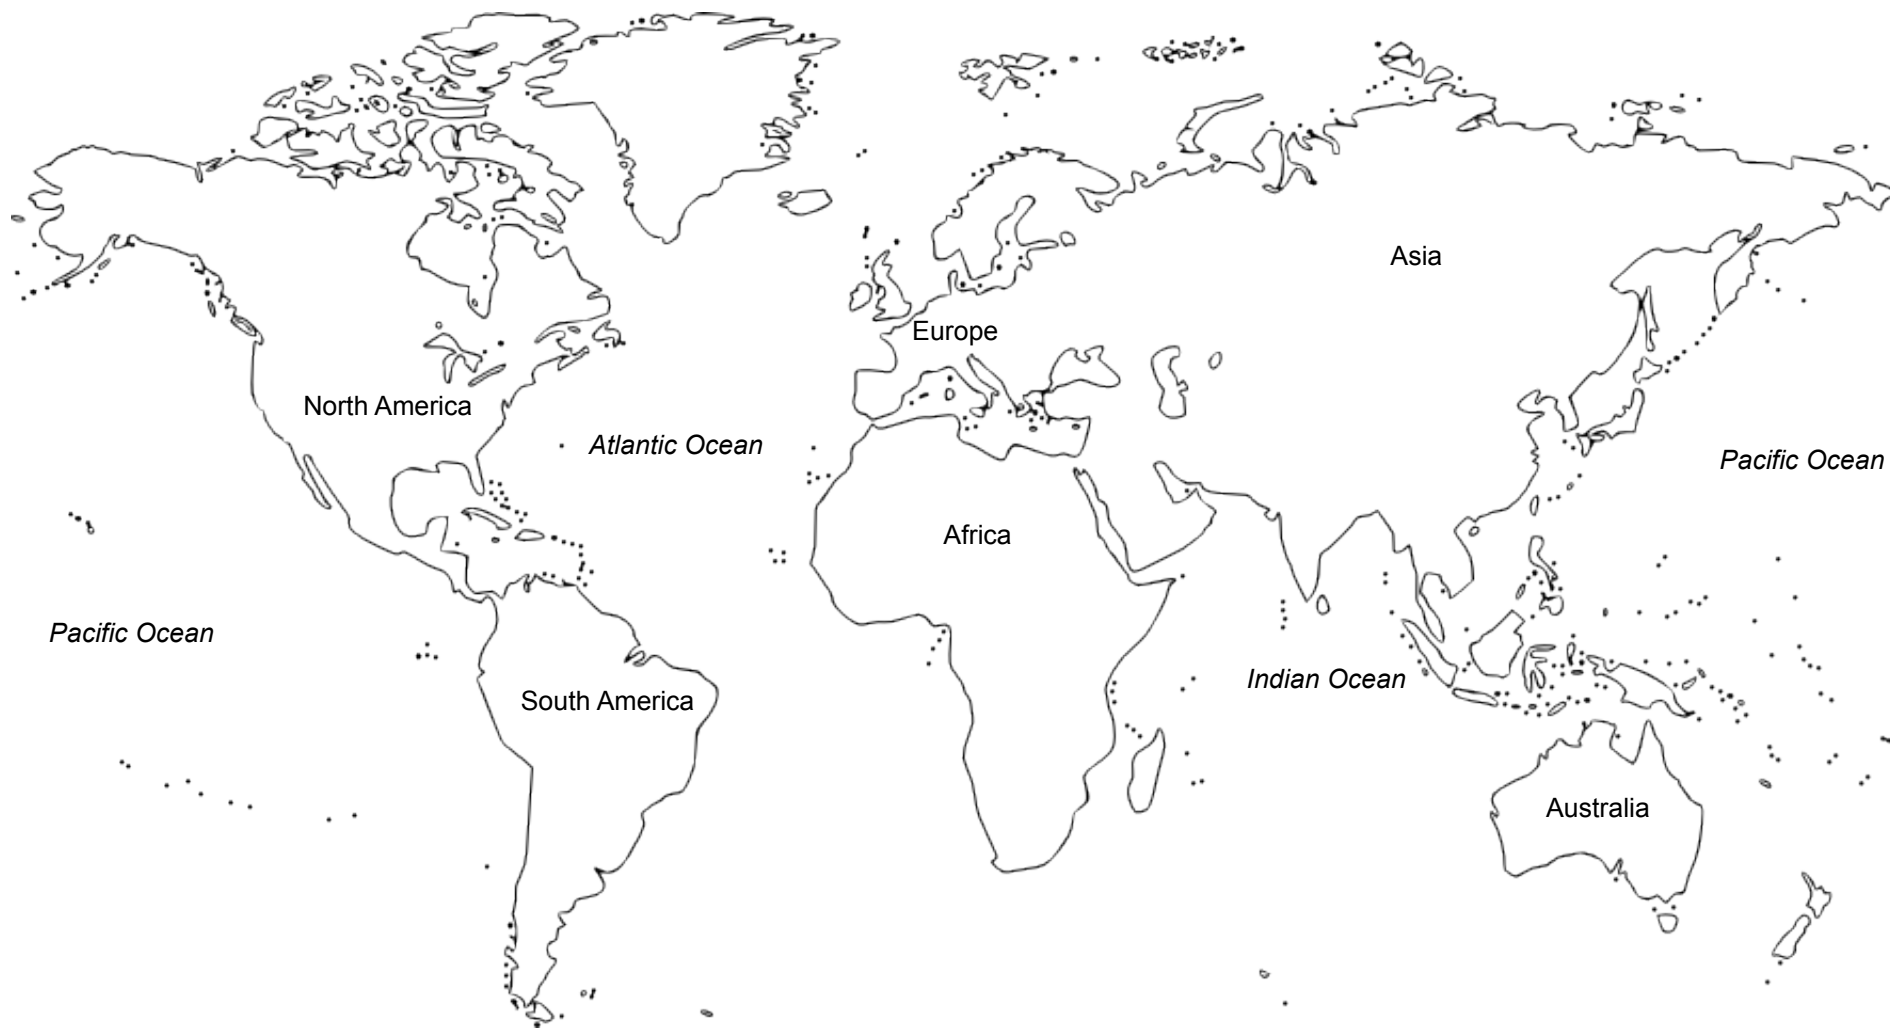 Asia
Europe
North America
Atlantic Ocean
Pacific Ocean
Africa
Pacific Ocean
Indian Ocean
South America
Australia